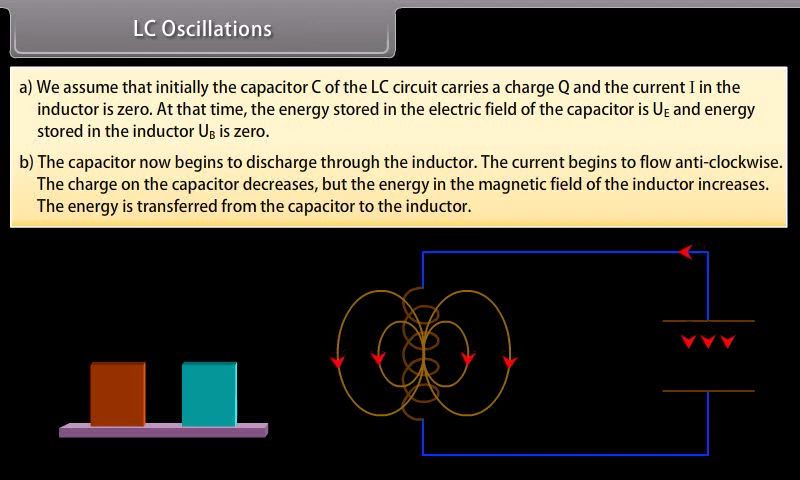 LC Oscillations
a) We assume that initially the capacitor C of the LC circuit carries a charge Q and the current I in the
inductor is zero. At that time, the energy stored in the electric field of the capacitor is UE and energy
stored in the inductor UB is zero.
b) The capacitor now begins to discharge through the inductor. The current begins to flow anti-clockwise.
The charge on the capacitor decreases, but the energy in the magnetic field of the inductor increases.
The energy is transferred from the capacitor to the inductor.